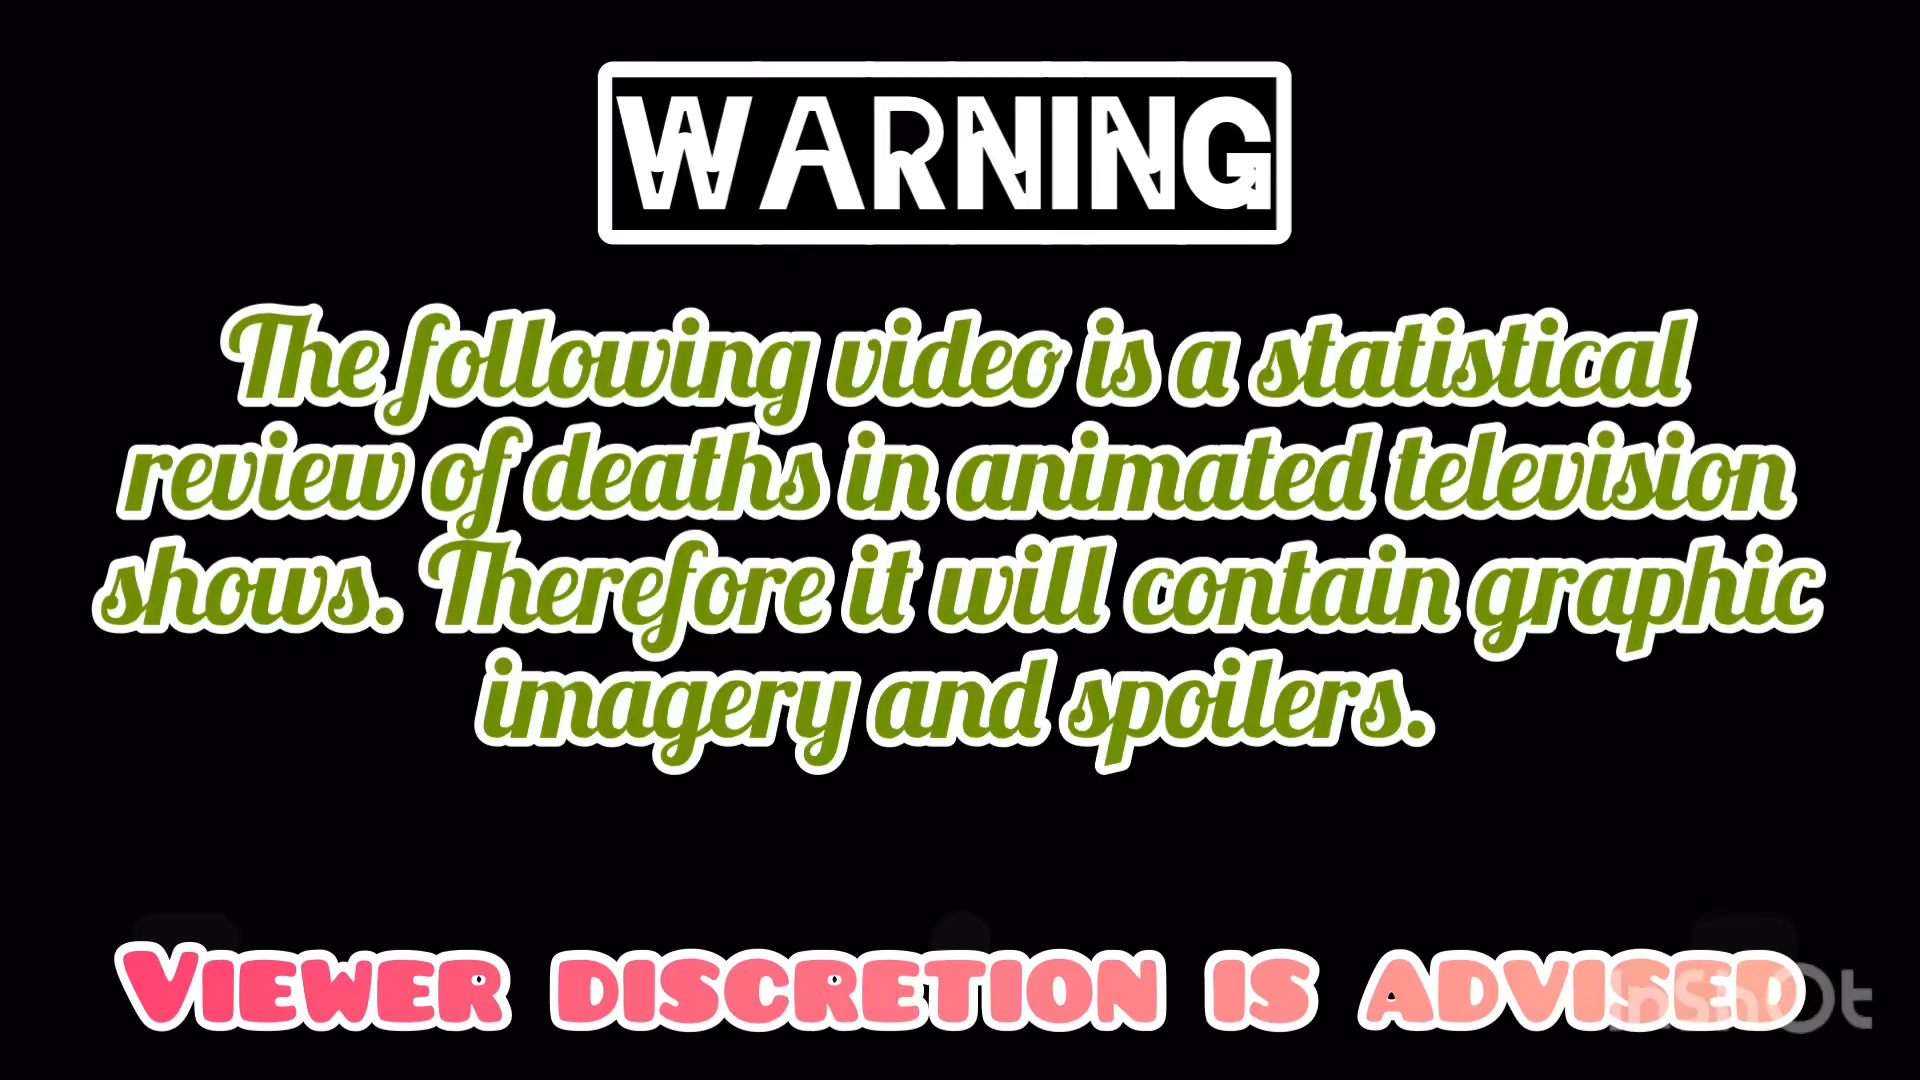 WARNING
The following video is a statistical
review of deaths in animated television
shows. Therefore it will contain graphic
imagery and spoilers.
VIEWER DISCRETION IS ADVISED
InShOt